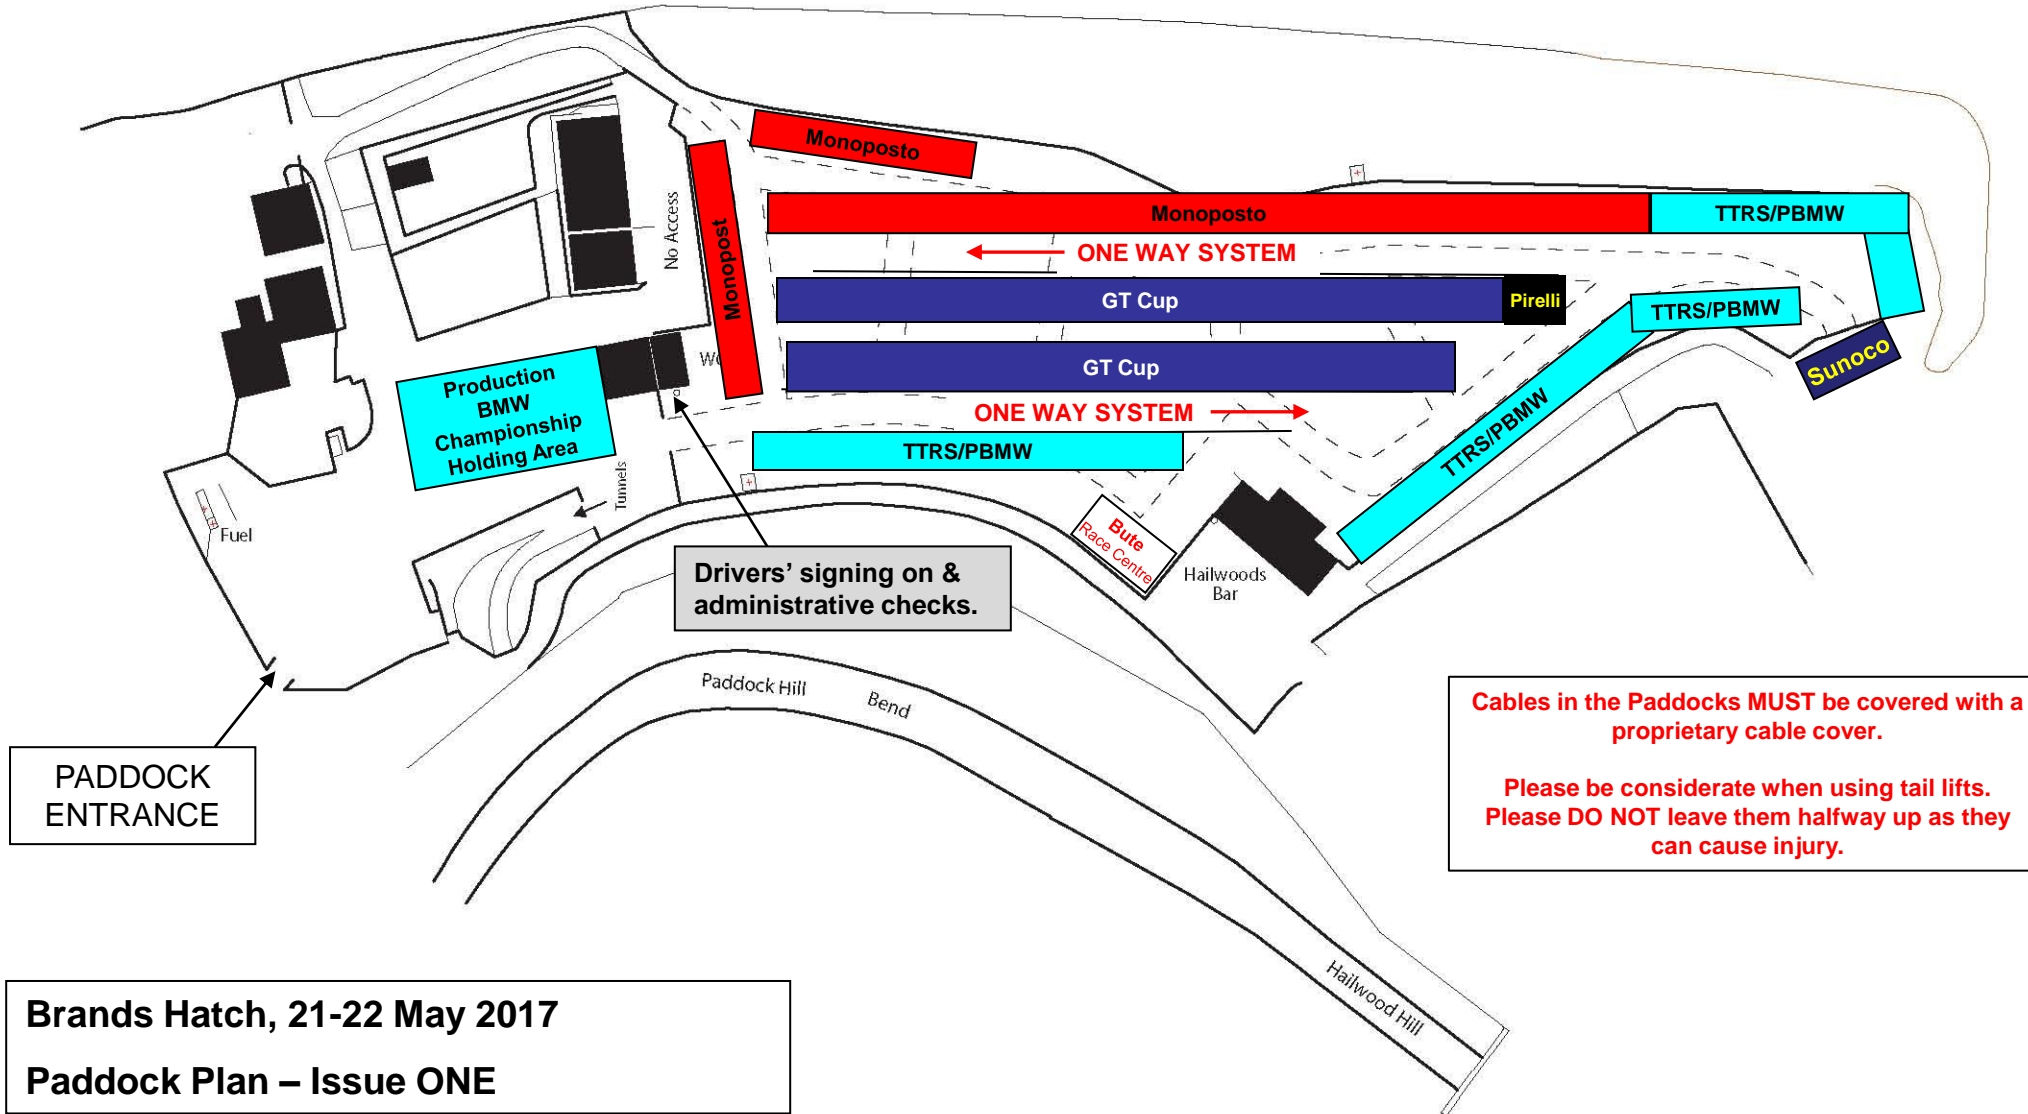 Monoposto
Monoposto
TTRS/PBMW
No Access
Monopost
ONE WAY SYSTEM
GT Cup
Pirelli
TTRS/PBMW
GT Cup
Sunoco
Production
BMW
Championship
Holding Area
ONE WAY SYSTEM
TTRS/PBMW
TTRS/PBMW
Tunnels
Fuel
Bute
Race Centre
Hailwoods
Bar
Drivers’ signing on &
administrative checks.
Paddock Hill
Bend
PADDOCK
ENTRANCE
Cables in the Paddocks MUST be covered with a
proprietary cable cover.
Please be considerate when using tail lifts.
Please DO NOT leave them halfway up as they
can cause injury.
Hailwood Hill
Brands Hatch, 21-22 May 2017
Paddock Plan – Issue ONE